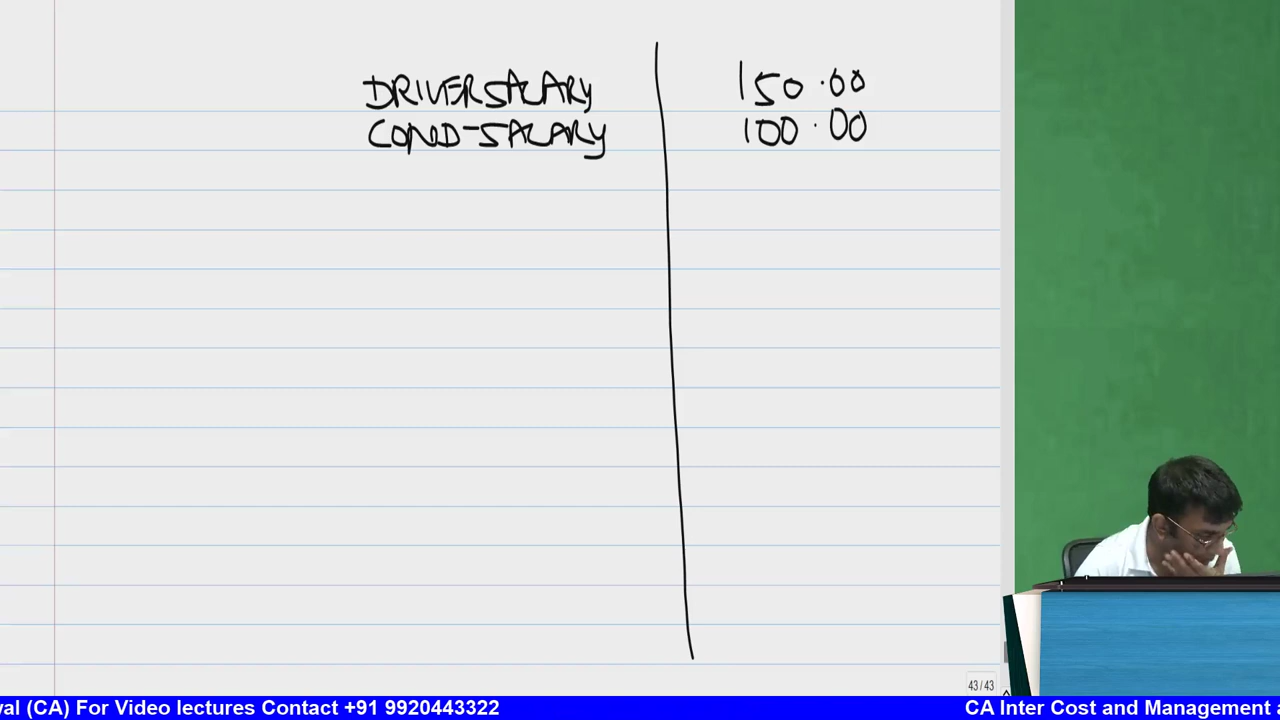 DRIVER SALARY 150.00
COND-SALARY 100.00
43/43
val (CA) For Video lectures Contact +91 9920443322
CA Inter Cost and Management a